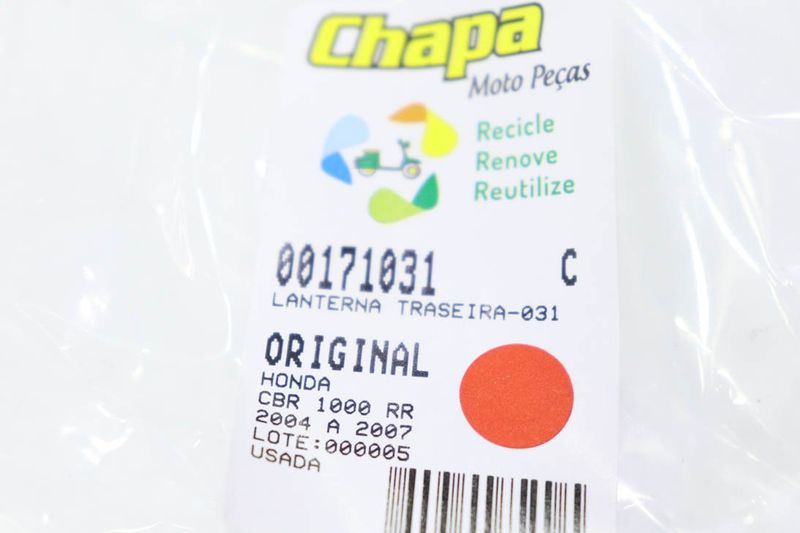 Chapa
Moto Peças
Recicle
Renove
Reutilize
00171031 C
LANTERNA TRASEIRA-031
ORIGINAL
HONDA
CBR 1000 RR
2004 A 2007
LOTE:000005
USADA